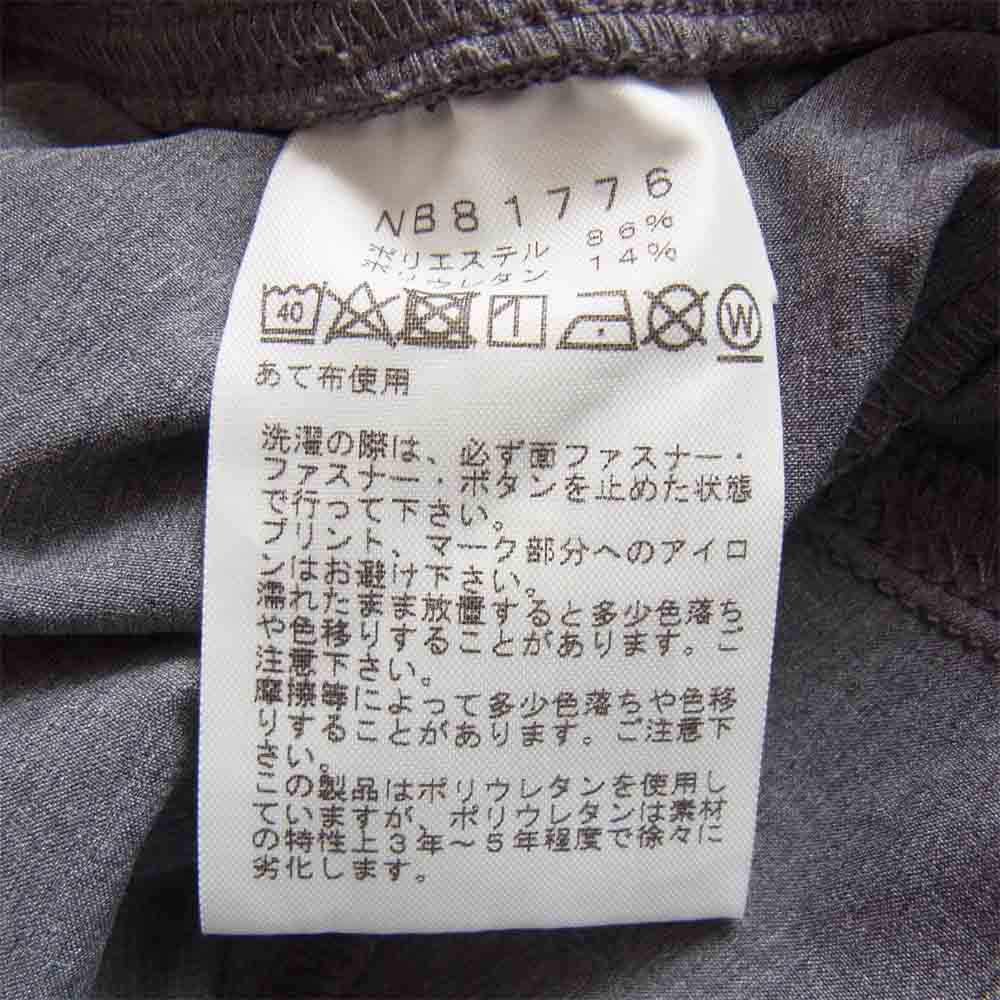 NB81776
ポリエステル 86%
ポリウレタン 14%
40 W
あて布使用
洗濯の際は、必ず面ファスナー・
ファスナー・ボタンを止めた状態
で行って下さい。
プリント、マーク部分へのアイロ
ンはお避け下さい。
濡れたまま放置すると多少色落ち
や色移りすることがあります。ご
注意下さい。
摩擦等によって多少色落ちや色移
りすることがあります。ご注意下
さい。
この製品はポリウレタンを使用し
ていますが、ポリウレタンは素材
の特性上3年～5年程度で徐々に
劣化します。